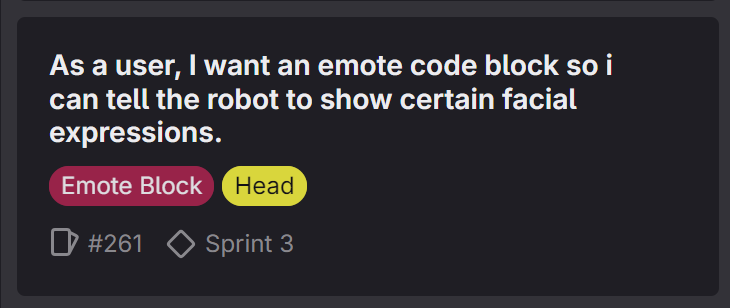 As a user, I want an emote code block so i
can tell the robot to show certain facial
expressions.
Emote Block Head
#261 Sprint 3